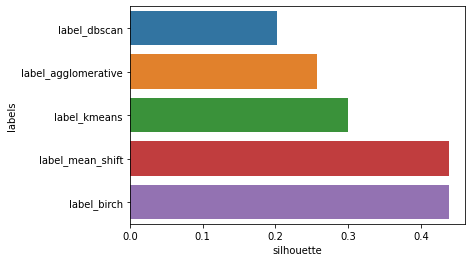 label_dbscan
label_agglomerative
label_kmeans
label_mean_shift
label_birch
labels
0.0 0.1 0.2 0.3 0.4
silhouette